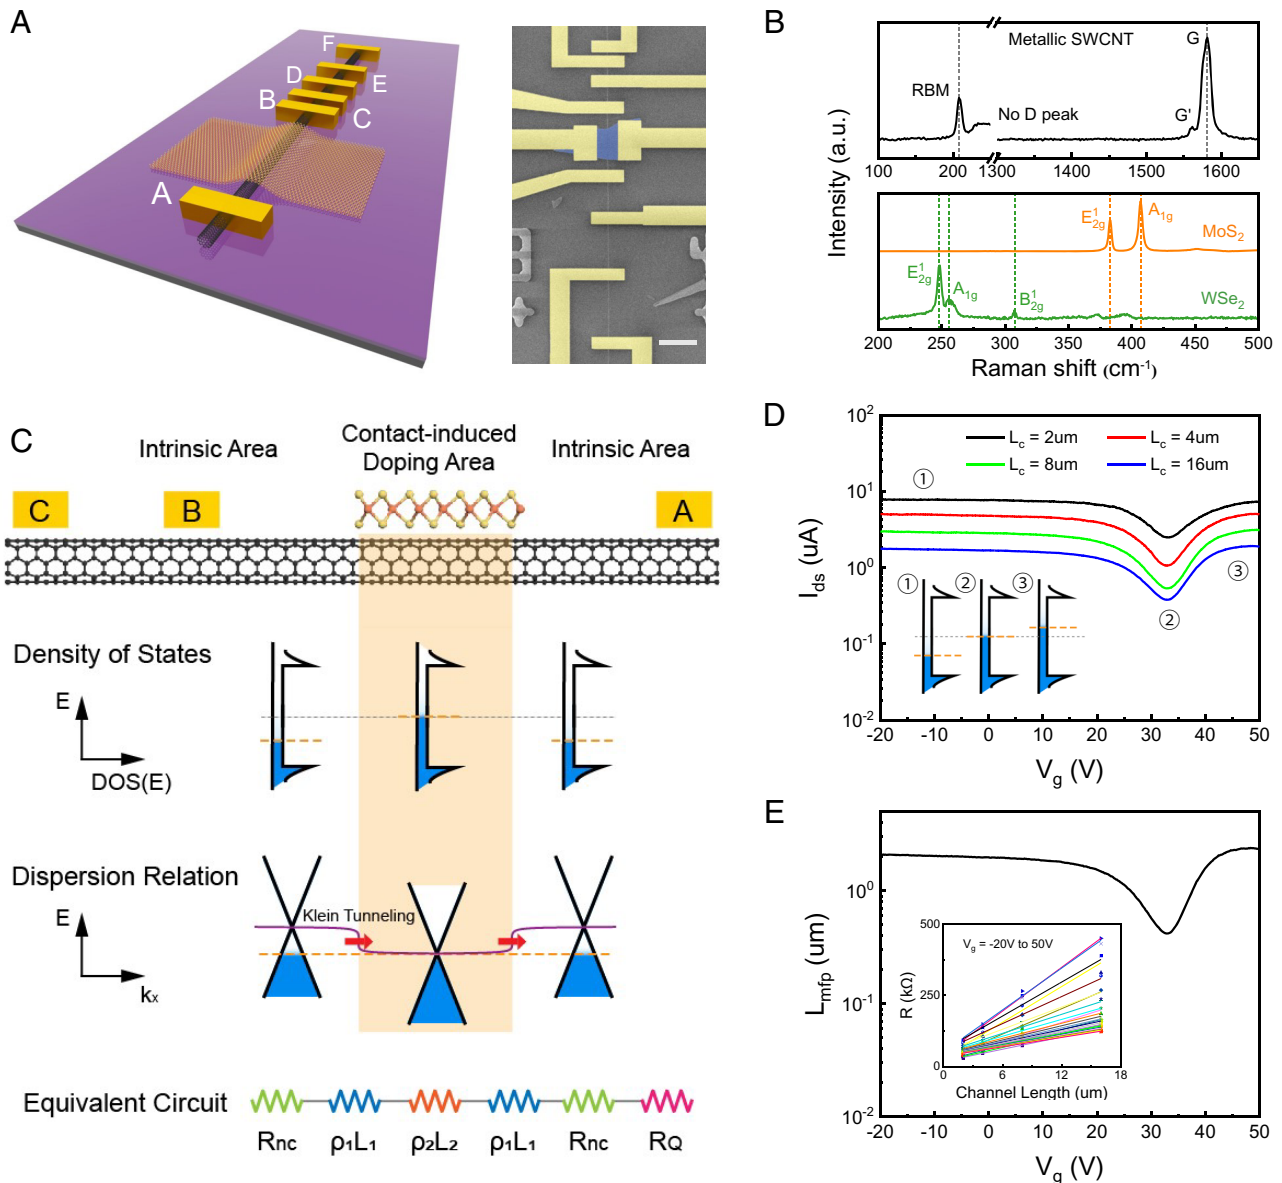 A
F
D
E
B
C
A
B
Metallic SWCNT
G
RBM
No D peak
G'
100
200
1300
1400
1500
1600
Intensity (a.u.)
E¹2g
A1g
MoS2
E¹2g
A1g
B¹2g
WSe2
200
250
300
350
400
450
500
Raman shift (cm⁻¹)
C
Intrinsic Area
Contact-induced
Doping Area
Intrinsic Area
C
B
A
Density of States
E
DOS(E)
Dispersion Relation
E
kx
Klein Tunneling
Equivalent Circuit
Rnc
ρ₁L₁
ρ₂L₂
ρ₁L₁
Rnc
RQ
D
10²
10¹
10⁰
10⁻¹
10⁻²
Ids (uA)
Lc = 2um
Lc = 4um
Lc = 8um
Lc = 16um
①
②
③
① ② ③
-20
-10
0
10
20
30
40
50
Vg (V)
E
10⁰
10⁻¹
10⁻²
Lmfp (um)
500
250
0
R (kΩ)
Vg = -20V to 50V
6
12
18
Channel Length (um)
-20
-10
0
10
20
30
40
50
Vg (V)